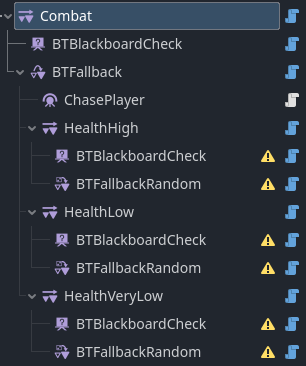 Combat
BTBlackboardCheck
BTFallback
ChasePlayer
HealthHigh
BTBlackboardCheck
BTFallbackRandom
HealthLow
BTBlackboardCheck
BTFallbackRandom
HealthVeryLow
BTBlackboardCheck
BTFallbackRandom